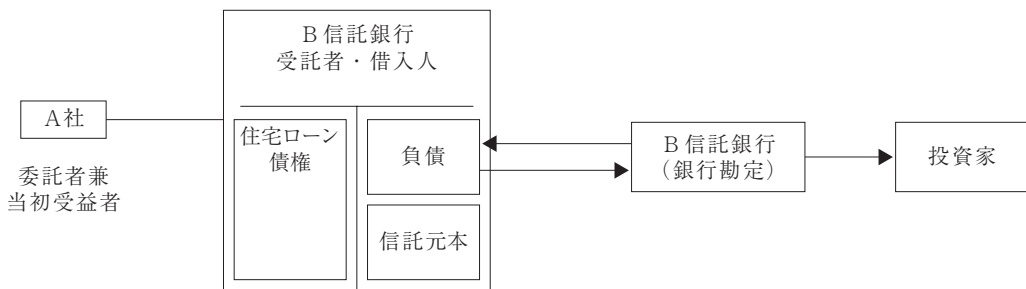 B信託銀行
受託者・借入人
A社
委託者兼
当初受益者
住宅ローン
債権
負債
信託元本
B信託銀行
（銀行勘定）
投資家